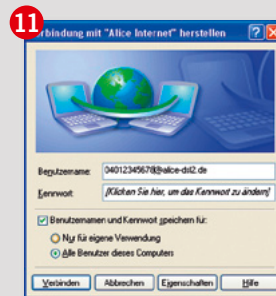 11
Verbindung mit "Alice Internet" herstellen
Benutzername: 04012345678@alice-dsl2.de
Kennwort: [Klicken Sie hier, um das Kennwort zu ändern]
Benutzernamen und Kennwort speichern für:
Nur für eigene Verwendung
Alle Benutzer dieses Computers
Verbinden Abbrechen Eigenschaften Hilfe